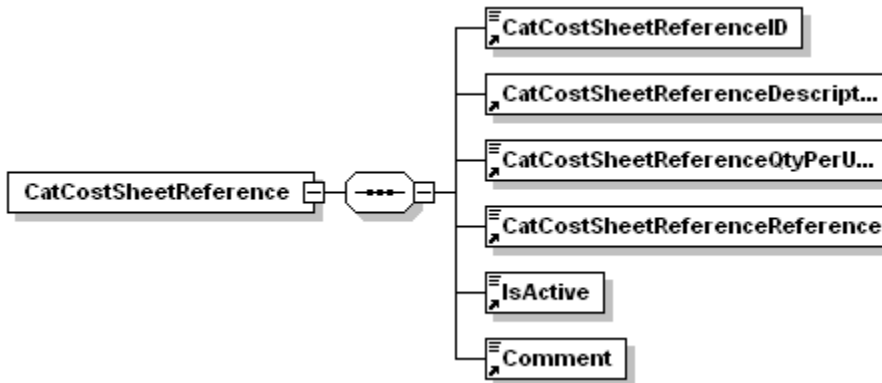 CatCostSheetReferenceID
CatCostSheetReferenceDescript...
CatCostSheetReferenceQtyPerU...
CatCostSheetReference
CatCostSheetReferenceReference
IsActive
Comment